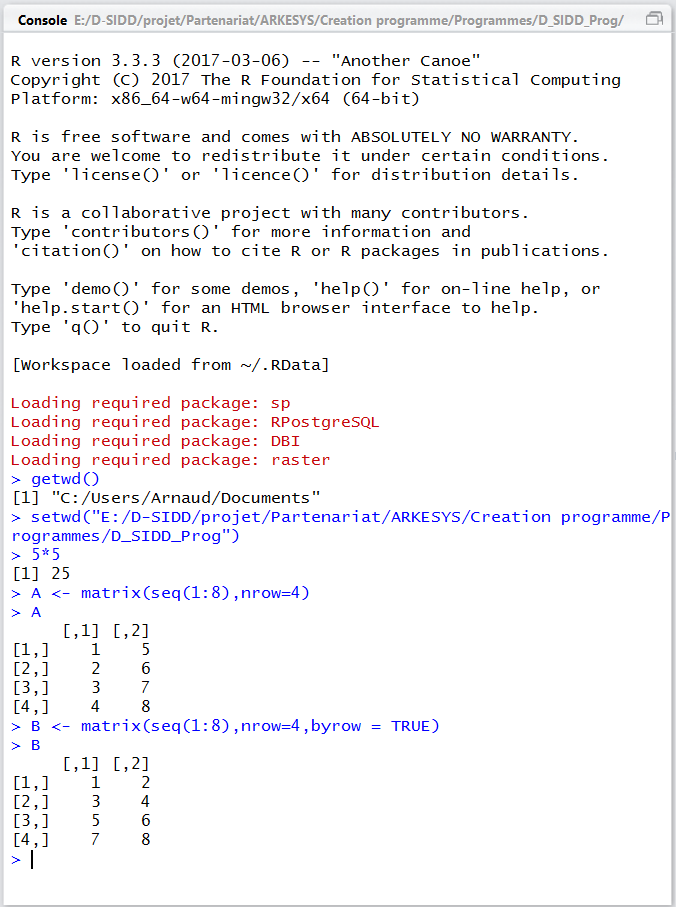 Console E:/D-SIDD/projet/Partenariat/ARKESYS/Creation programme/Programmes/D_SIDD_Prog/
R version 3.3.3 (2017-03-06) -- "Another Canoe"
Copyright (C) 2017 The R Foundation for Statistical Computing
Platform: x86_64-w64-mingw32/x64 (64-bit)
R is free software and comes with ABSOLUTELY NO WARRANTY.
You are welcome to redistribute it under certain conditions.
Type 'license()' or 'licence()' for distribution details.
R is a collaborative project with many contributors.
Type 'contributors()' for more information and
'citation()' on how to cite R or R packages in publications.
Type 'demo()' for some demos, 'help()' for on-line help, or
'help.start()' for an HTML browser interface to help.
Type 'q()' to quit R.
[Workspace loaded from ~/.RData]
Loading required package: sp
Loading required package: RPostgreSQL
Loading required package: DBI
Loading required package: raster
> getwd()
[1] "C:/Users/Arnaud/Documents"
> setwd("E:/D-SIDD/projet/Partenariat/ARKESYS/Creation programme/P
rogrammes/D_SIDD_Prog")
> 5*5
[1] 25
> A <- matrix(seq(1:8),nrow=4)
> A
     [,1] [,2]
[1,]    1    5
[2,]    2    6
[3,]    3    7
[4,]    4    8
> B <- matrix(seq(1:8),nrow=4,byrow = TRUE)
> B
     [,1] [,2]
[1,]    1    2
[2,]    3    4
[3,]    5    6
[4,]    7    8
>